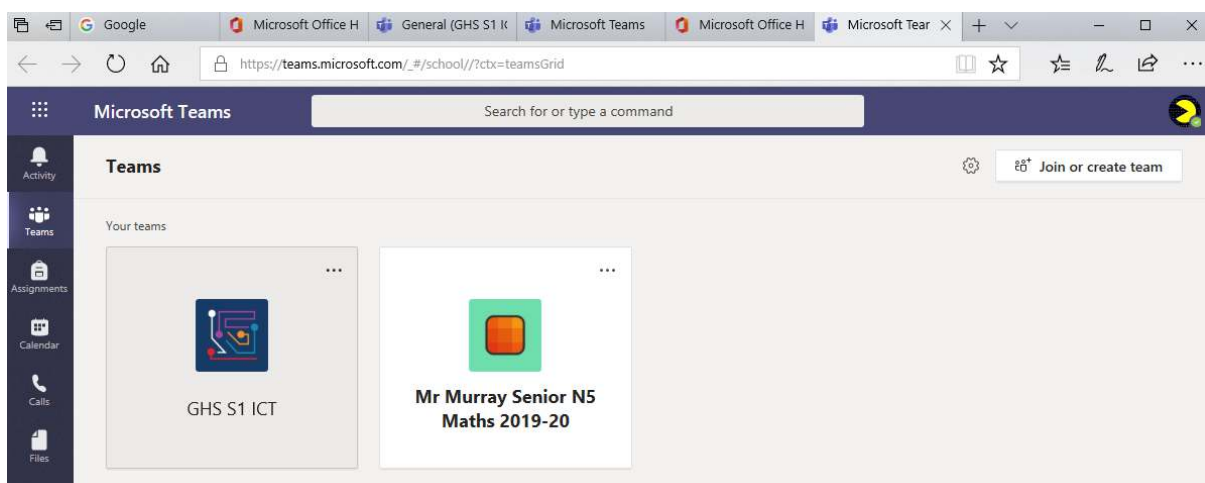 Google
Microsoft Office H
General (GHS S1 I
Microsoft Teams
Microsoft Office H
Microsoft Tear
https://teams.microsoft.com/_#/school//?ctx=teamsGrid
Microsoft Teams
Search for or type a command
Activity
Teams
Join or create team
Teams
Your teams
Assignments
Calendar
Calls
Files
GHS S1 ICT
Mr Murray Senior N5
Maths 2019-20